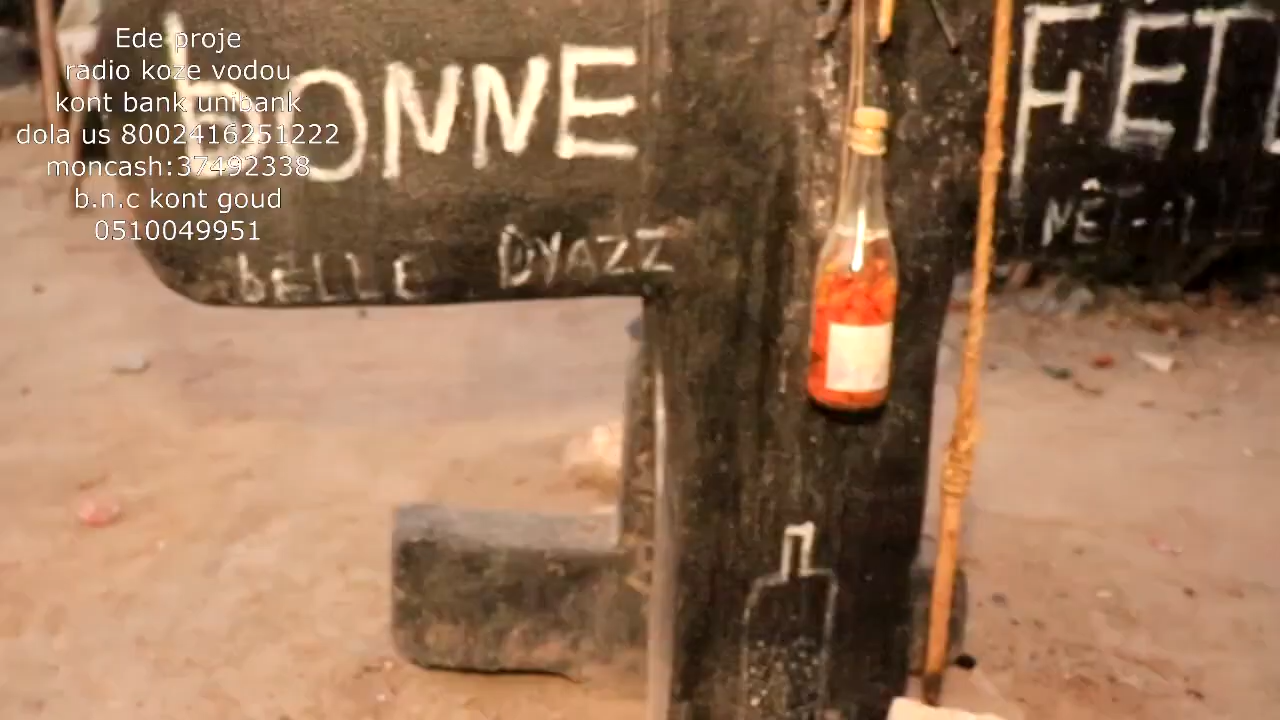 Ede proje
radio koze vodou
kont bank unibank
dola us 8002416251222
moncash:37492338
b.n.c kont goud
0510049951
bONNE
FÉT
bELLE DYAZZ